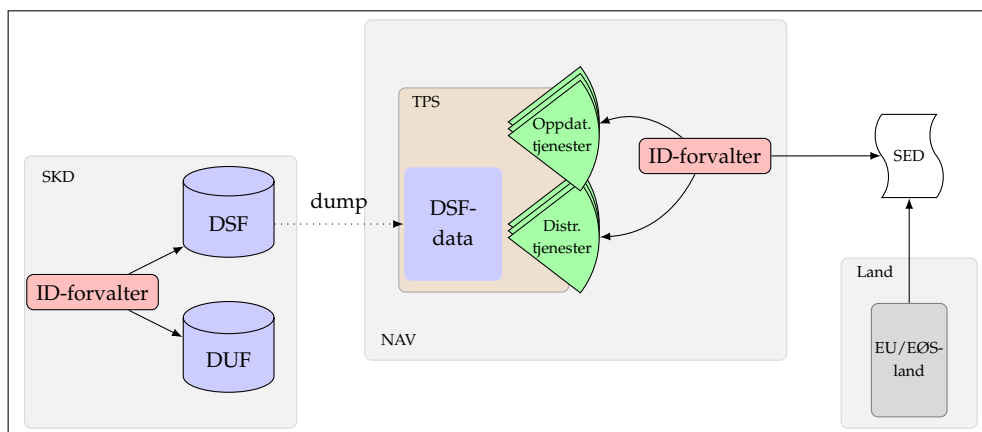 SKD
DSF
ID-forvalter
DUF
dump
TPS
DSF-
data
Oppdat.
tjenester
Distr.
tjenester
NAV
ID-forvalter
SED
Land
EU/EØS-
land